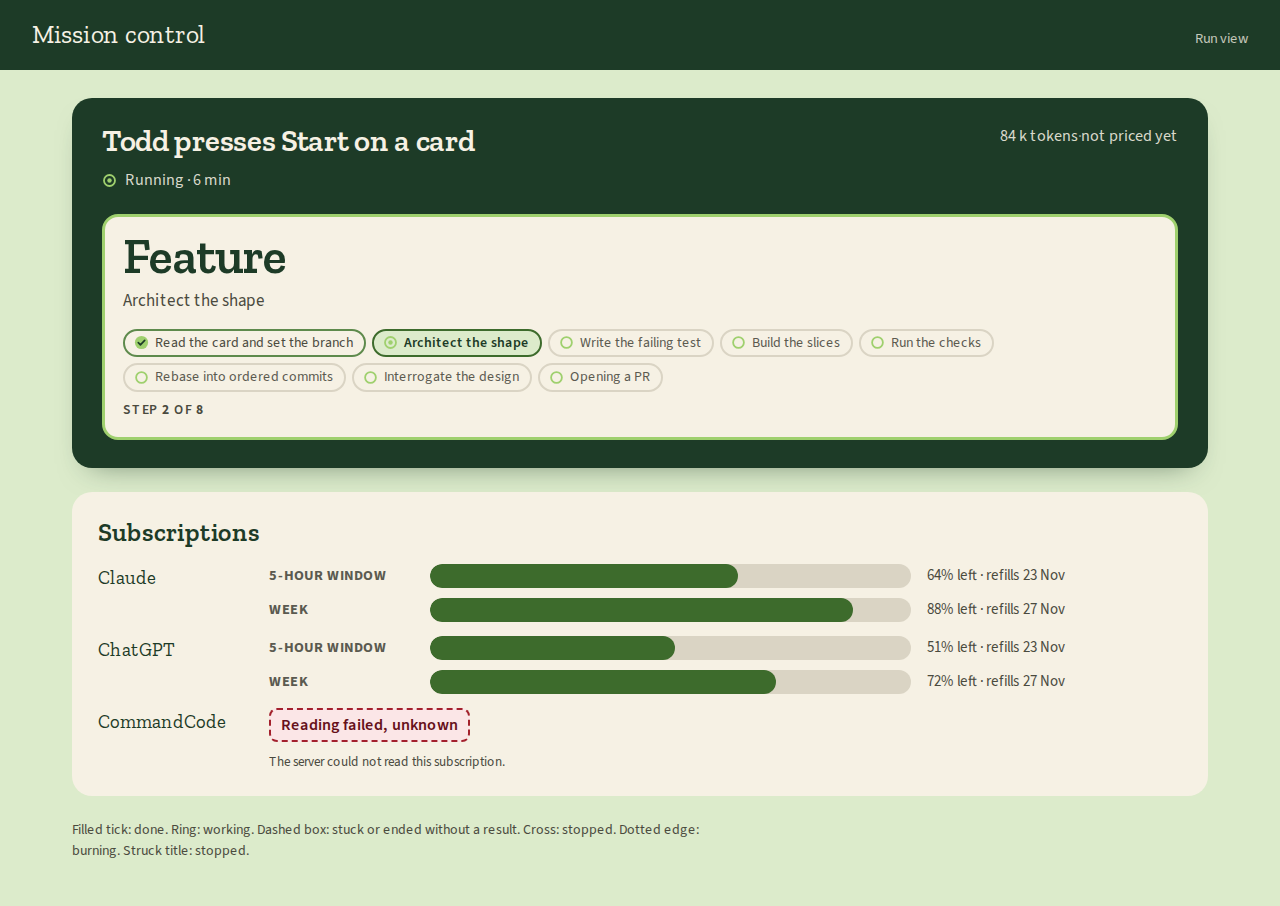 Mission control
Run view
Todd presses Start on a card
84 k tokens·not priced yet
Running · 6 min
Feature
Architect the shape
Read the card and set the branch
Architect the shape
Write the failing test
Build the slices
Run the checks
Rebase into ordered commits
Interrogate the design
Opening a PR
STEP 2 OF 8
Subscriptions
Claude
5-HOUR WINDOW
64% left · refills 23 Nov
WEEK
88% left · refills 27 Nov
ChatGPT
5-HOUR WINDOW
51% left · refills 23 Nov
WEEK
72% left · refills 27 Nov
CommandCode
Reading failed, unknown
The server could not read this subscription.
Filled tick: done. Ring: working. Dashed box: stuck or ended without a result. Cross: stopped. Dotted edge:
burning. Struck title: stopped.